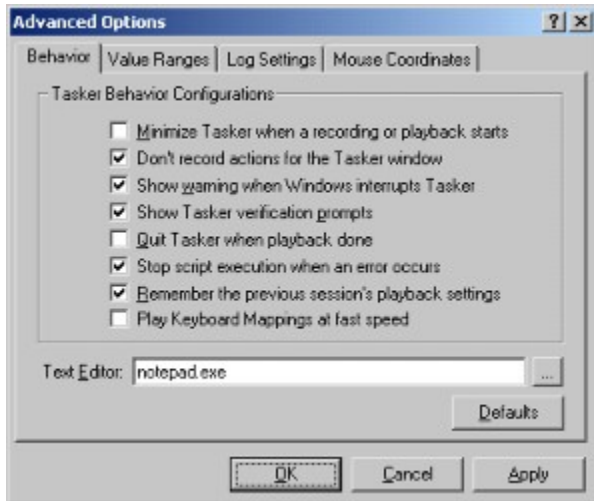 Advanced Options
Behavior Value Ranges Log Settings Mouse Coordinates
Tasker Behavior Configurations
Minimize Tasker when a recording or playback starts
Don't record actions for the Tasker window
Show warning when Windows interrupts Tasker
Show Tasker verification prompts
Quit Tasker when playback done
Stop script execution when an error occurs
Remember the previous session's playback settings
Play Keyboard Mappings at fast speed
Text Editor: notepad.exe ...
Defaults
OK Cancel Apply